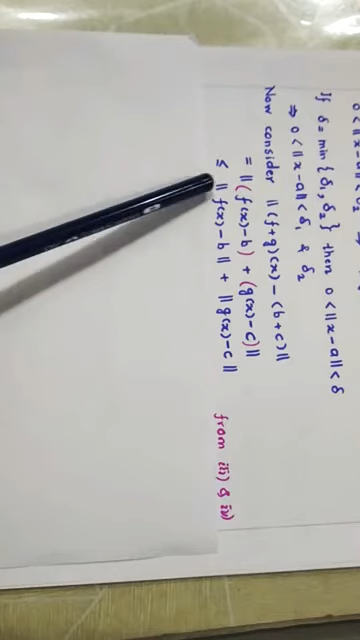 If δ = min {δ₁, δ₂} then 0 < ||x-a|| < δ
⇒ 0 < ||x-a|| < δ₁ & δ₂
Now consider ||(f+g)(x) - (b+c)||
= ||(f(x)-b) + (g(x)-c)||
≤ ||f(x)-b|| + ||g(x)-c|| from iii) & iv)